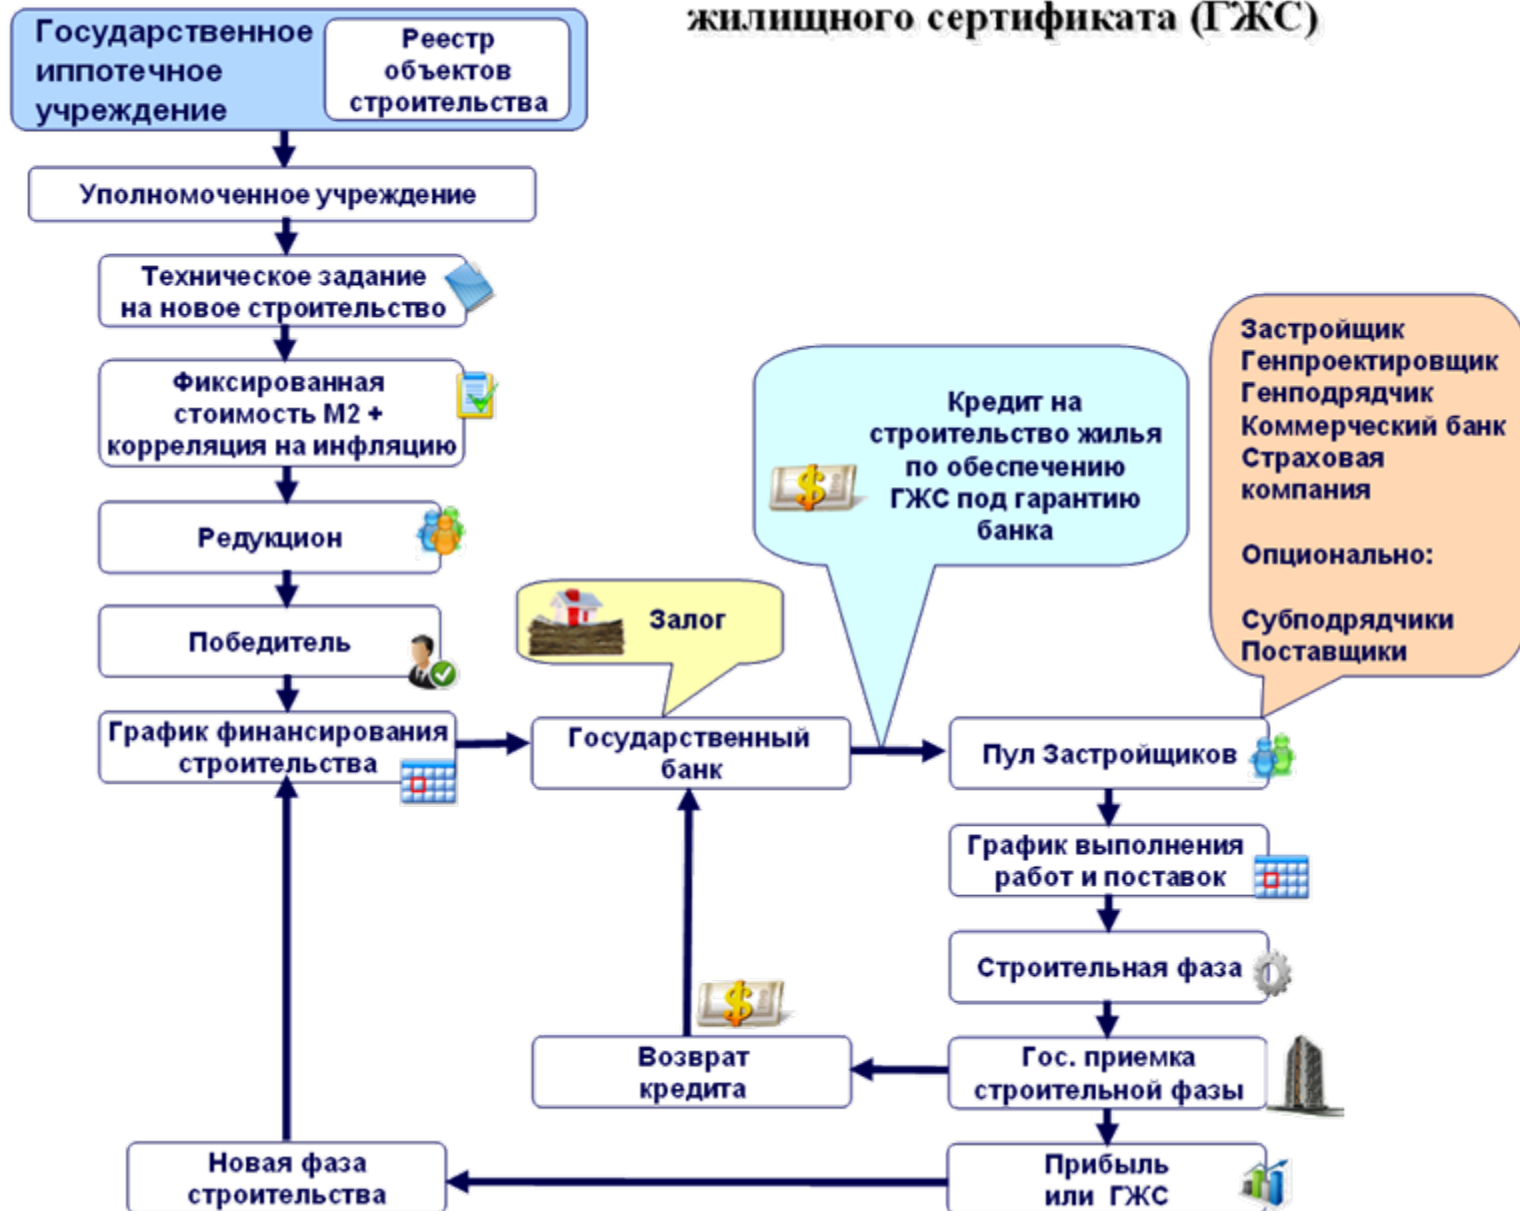 жилищного сертификата (ГЖС)
Государственное
иппотечное
учреждение
Реестр
объектов
строительства
Уполномоченное учреждение
Техническое задание
на новое строительство
Фиксированная
стоимость М2 +
корреляция на инфляцию
Редукцион
Победитель
График финансирования
строительства
Залог
Государственный
банк
Кредит на
строительство жилья
по обеспечению
ГЖС под гарантию
банка
Застройщик
Генпроектировщик
Генподрядчик
Коммерческий банк
Страховая
компания
Опционально:
Субподрядчики
Поставщики
Пул Застройщиков
График выполнения
работ и поставок
Строительная фаза
Гос. приемка
строительной фазы
Возврат
кредита
Прибыль
или ГЖС
Новая фаза
строительства